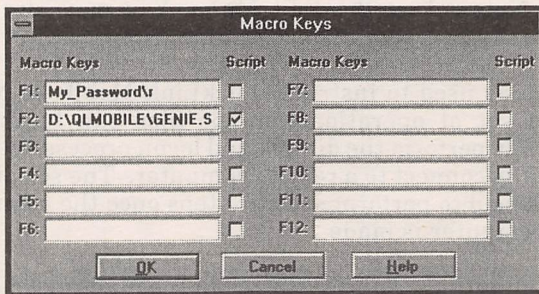 Macro Keys
Macro Keys Script Macro Keys Script
F1: My_Password\r F7:
F2: D:\QLMOBILE\GENIE.S F8:
F3: F9:
F4: F10:
F5: F11:
F6: F12:
OK Cancel Help